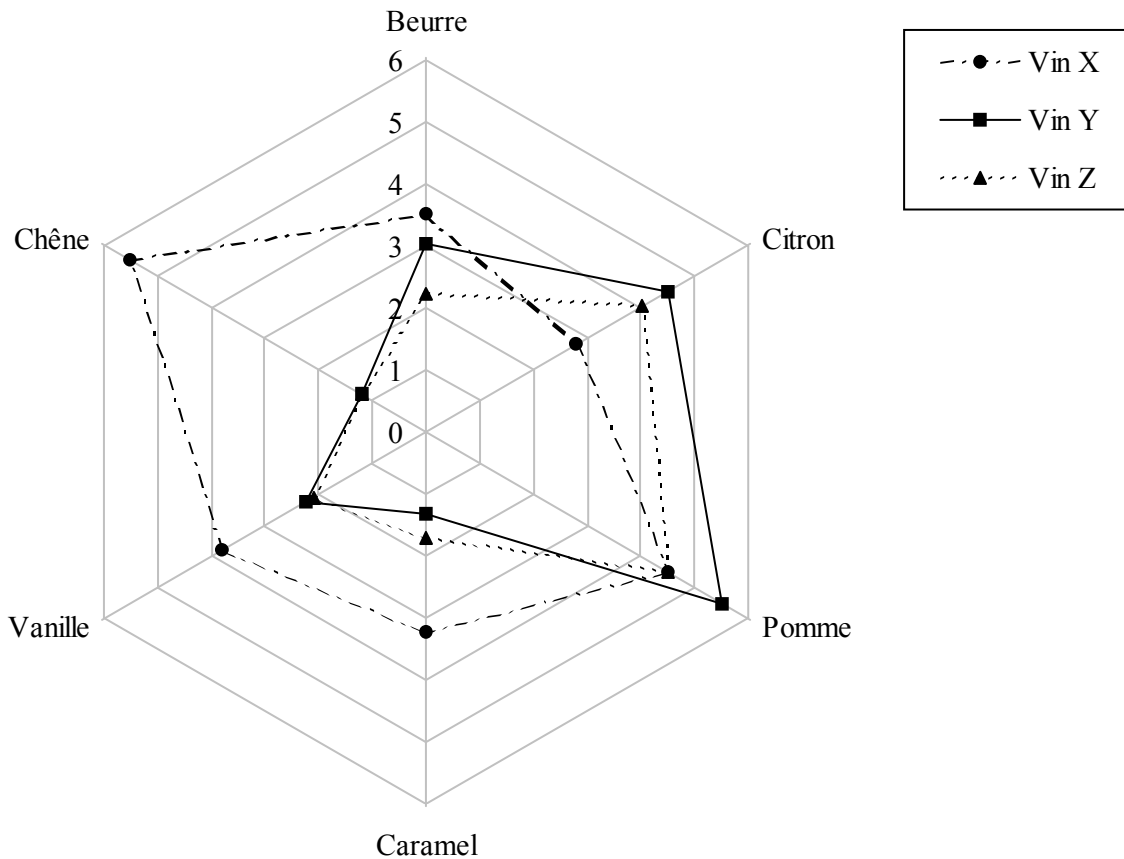 Beurre
6
5
4
3
2
1
0
Chêne
Citron
Vanille
Pomme
Caramel
Vin X
Vin Y
Vin Z